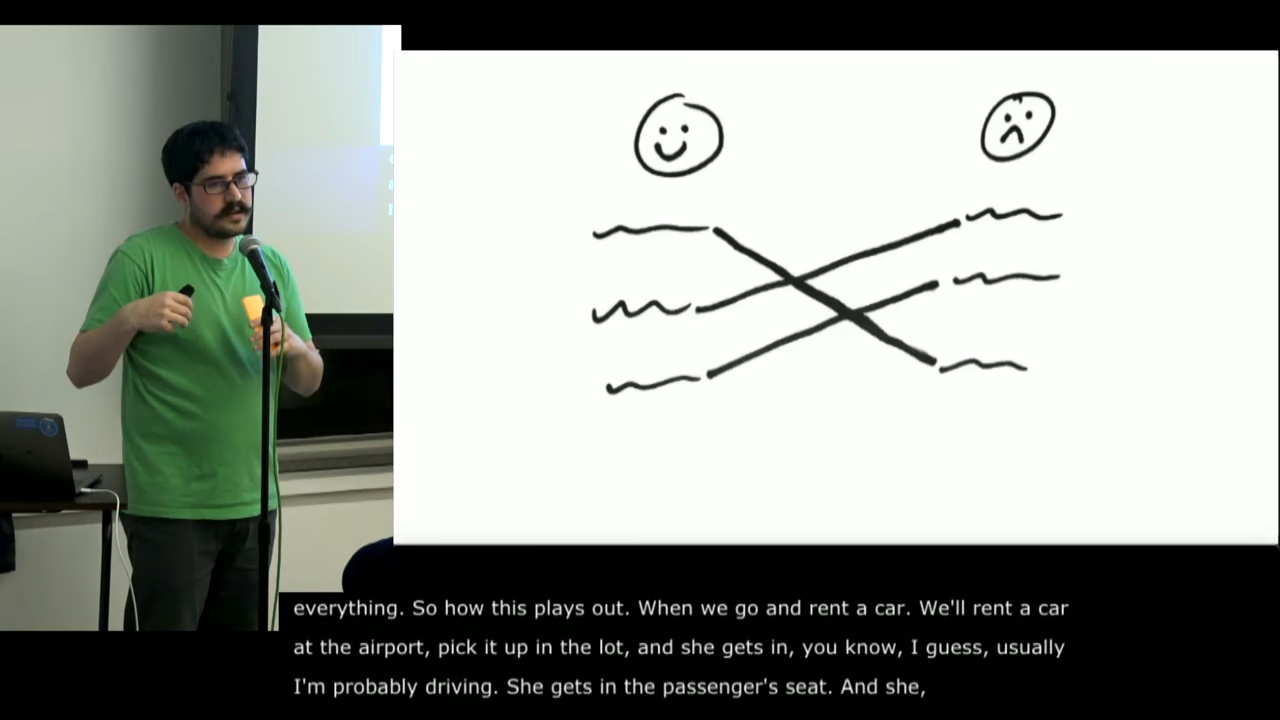 everything. So how this plays out. When we go and rent a car. We'll rent a car
at the airport, pick it up in the lot, and she gets in, you know, I guess, usually
I'm probably driving. She gets in the passenger's seat. And she,